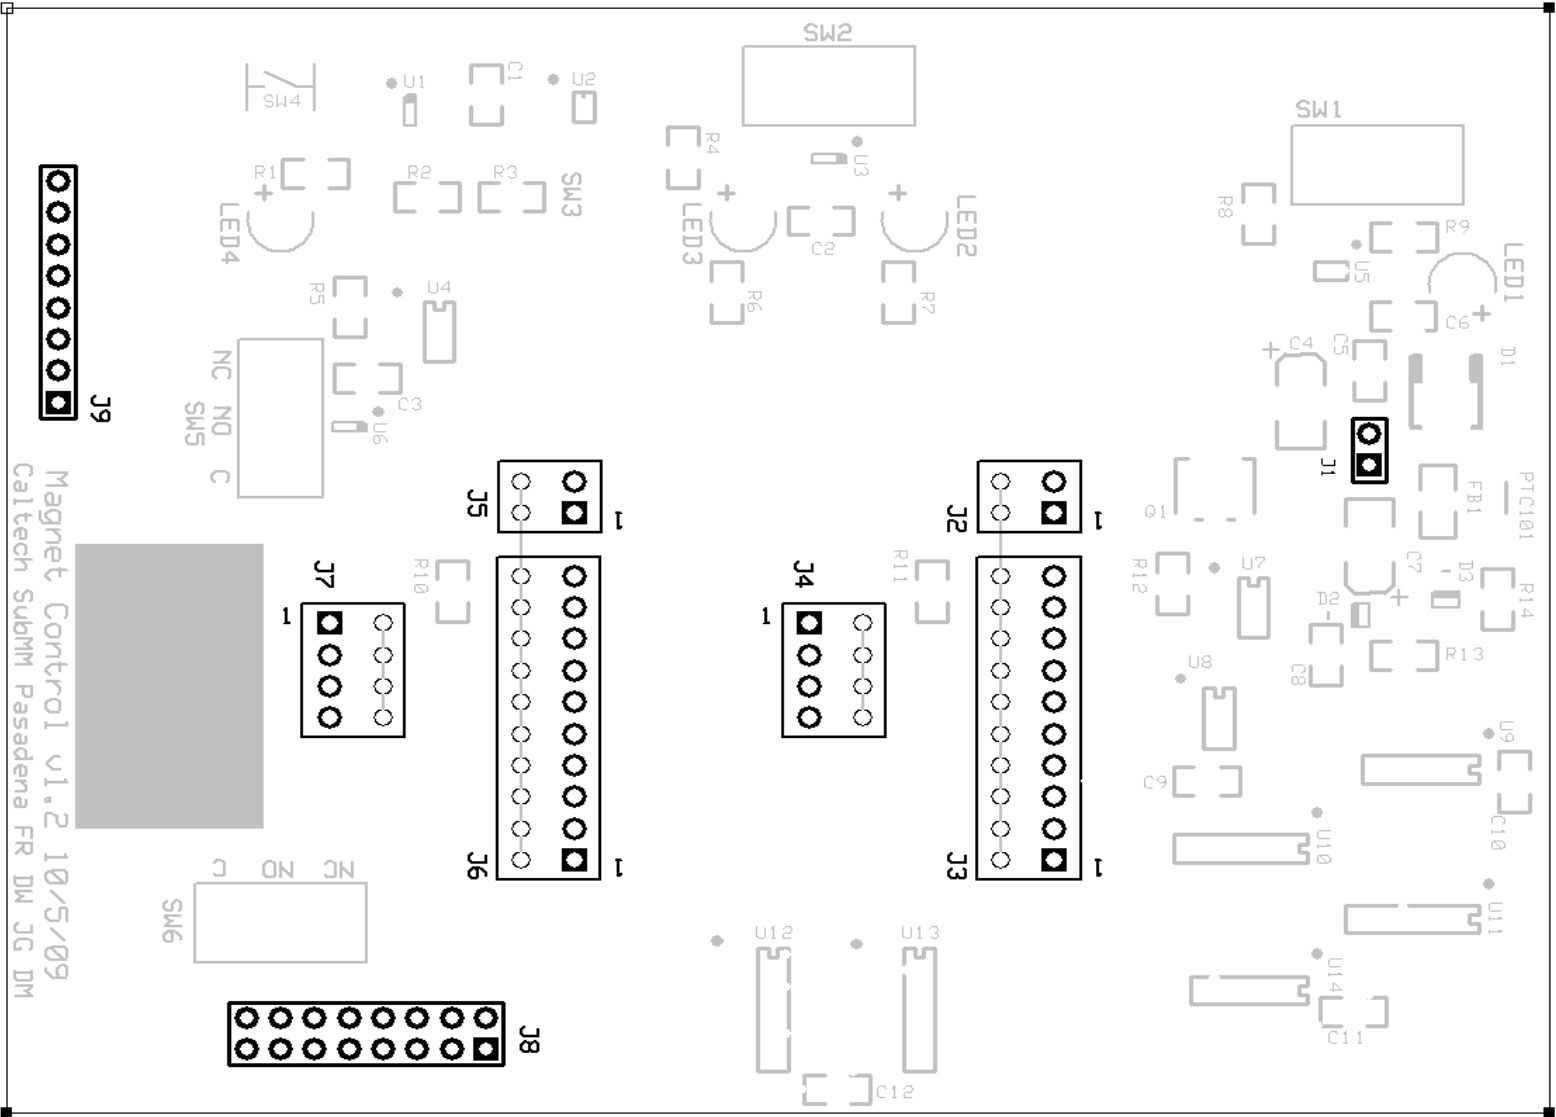 SW2
SW4
U1
C1
U2
SW1
R4
U3
R1
R2
R3
SW3
LED4
LED3
C2
LED2
R8
R9
U5
LED1
R5
U4
R6
R7
C6
NC
C3
J9
SW5
NO
U6
C
C4
C5
D1
J1
J5
1
J2
1
Q1
FB1
PTC101
Magnet Control v1.2 10/5/09
Caltech SubMM Pasadena FR DW JG DM
J7
R10
J4
R11
R12
U7
C7
D3
R14
1
1
D2
R13
U8
C8
U9
C9
C10
U10
J6
1
J3
1
C
NO
NC
SW6
U11
U12
U13
U14
J8
C11
C12